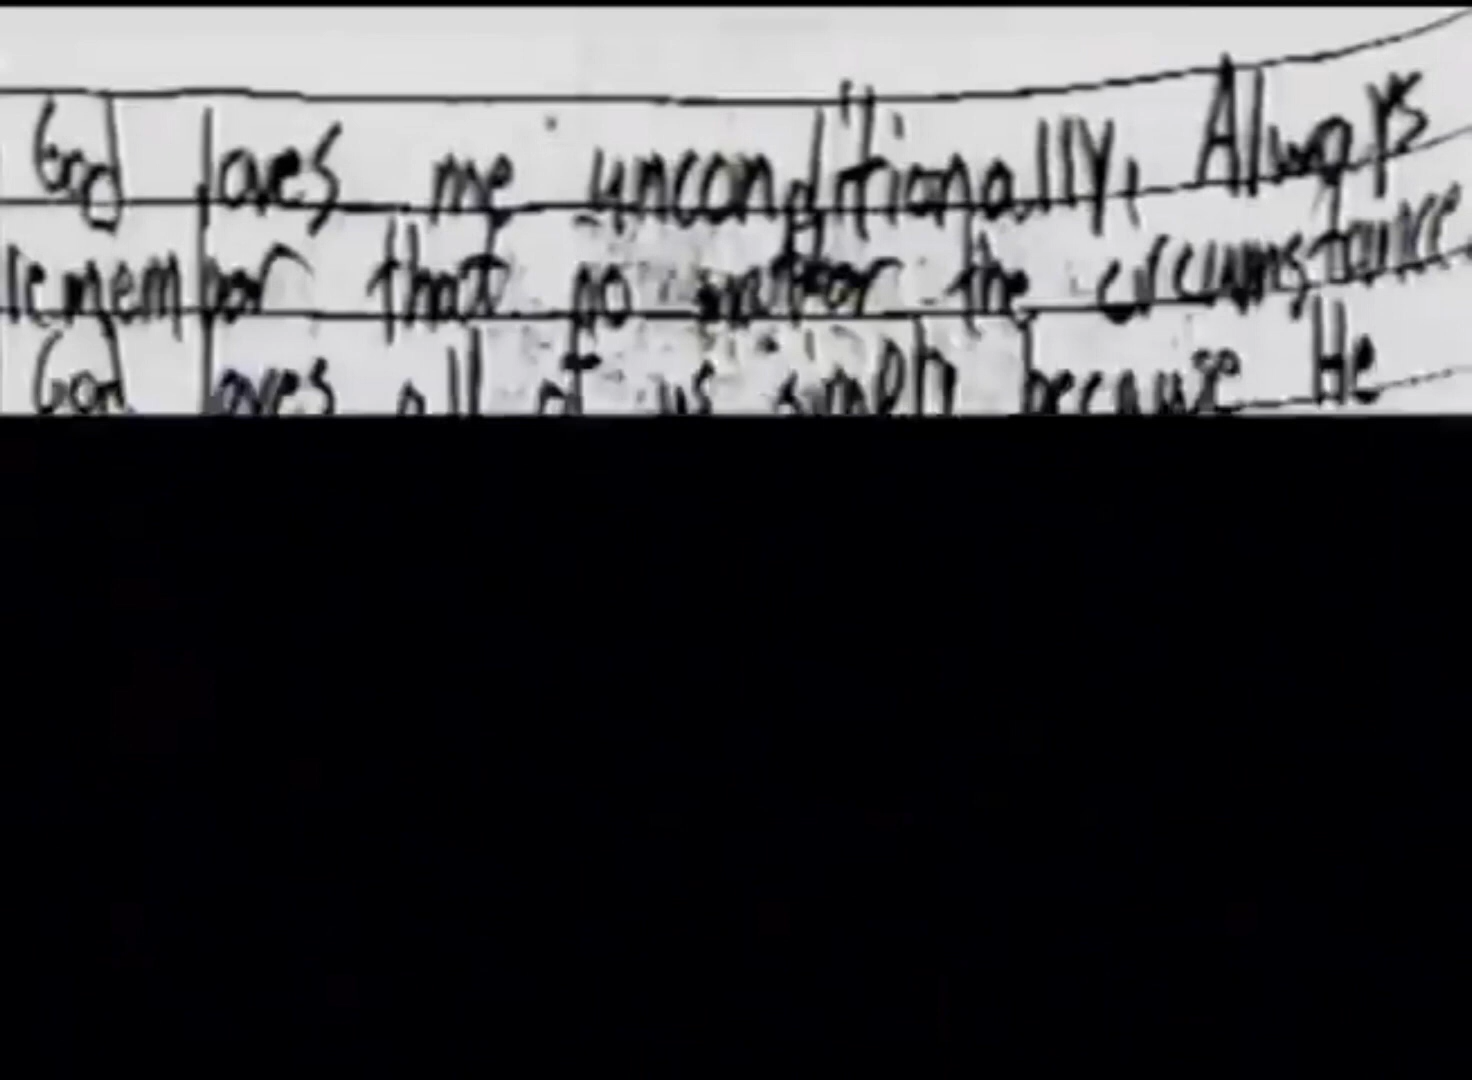 God loves me unconditionally, Always
remember that no matter the circumstance
God loves all of us simply because He